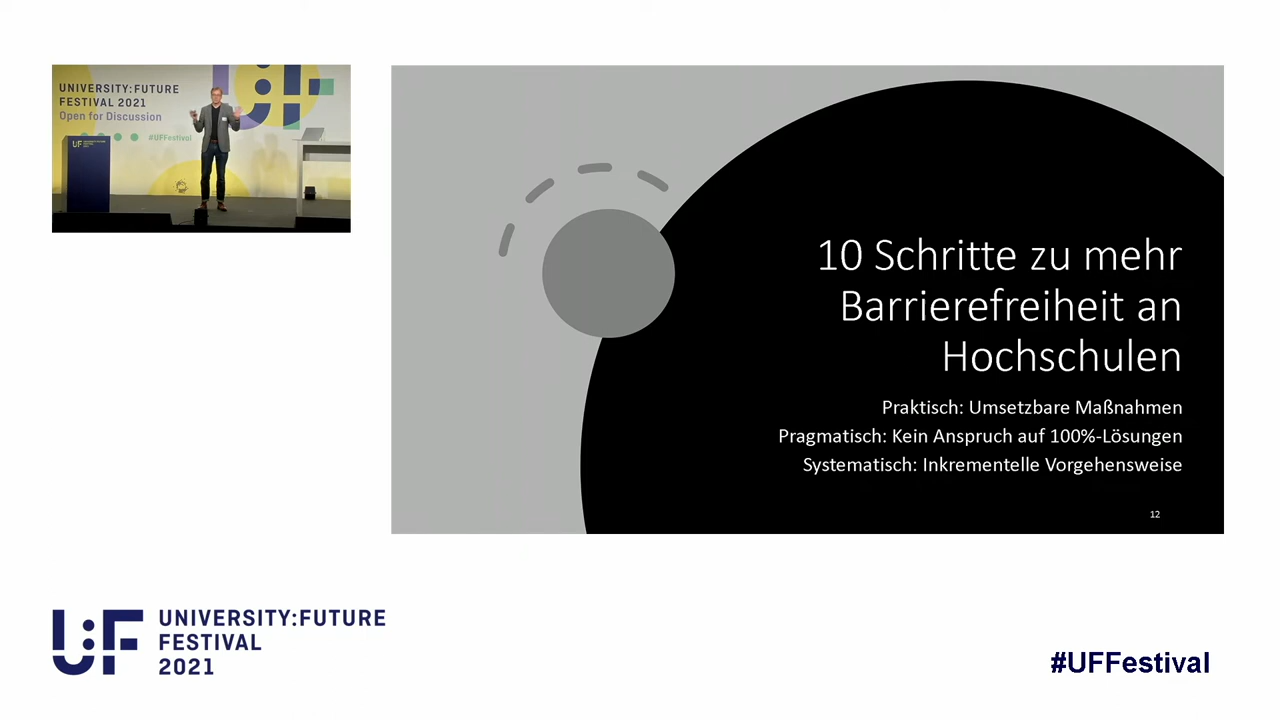 UNIVERSITY:FUTURE
FESTIVAL 2021
Open for Discussion
#UFFestival
UF
10 Schritte zu mehr
Barrierefreiheit an
Hochschulen
Praktisch: Umsetzbare Maßnahmen
Pragmatisch: Kein Anspruch auf 100%-Lösungen
Systematisch: Inkrementelle Vorgehensweise
12
U:F
UNIVERSITY:FUTURE
FESTIVAL
2021
#UFFestival